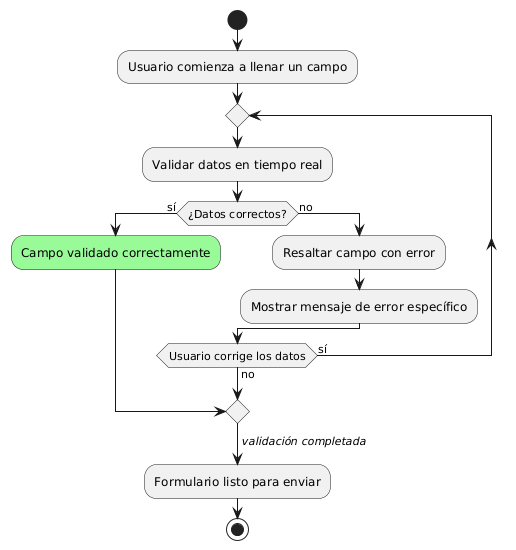 Usuario comienza a llenar un campo
Validar datos en tiempo real
sí
¿Datos correctos?
no
Campo validado correctamente
Resaltar campo con error
Mostrar mensaje de error específico
Usuario corrige los datos
sí
no
validación completada
Formulario listo para enviar